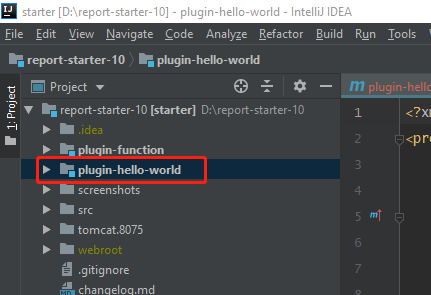 IJ starter [D:\report-starter-10] - plugin-hello-world - IntelliJ IDEA
File Edit View Navigate Code Analyze Refactor Build Run Tools
report-starter-10 plugin-hello-world
1: Project
Project
m plugin-hello
report-starter-10 [starter] D:\report-starter-10
1 <?xm
.idea
plugin-function
2 <pro
plugin-hello-world
3
screenshots
4
src
5
m
tomcat.8075
6
webroot
7
.gitignore
8
changelog.md
9